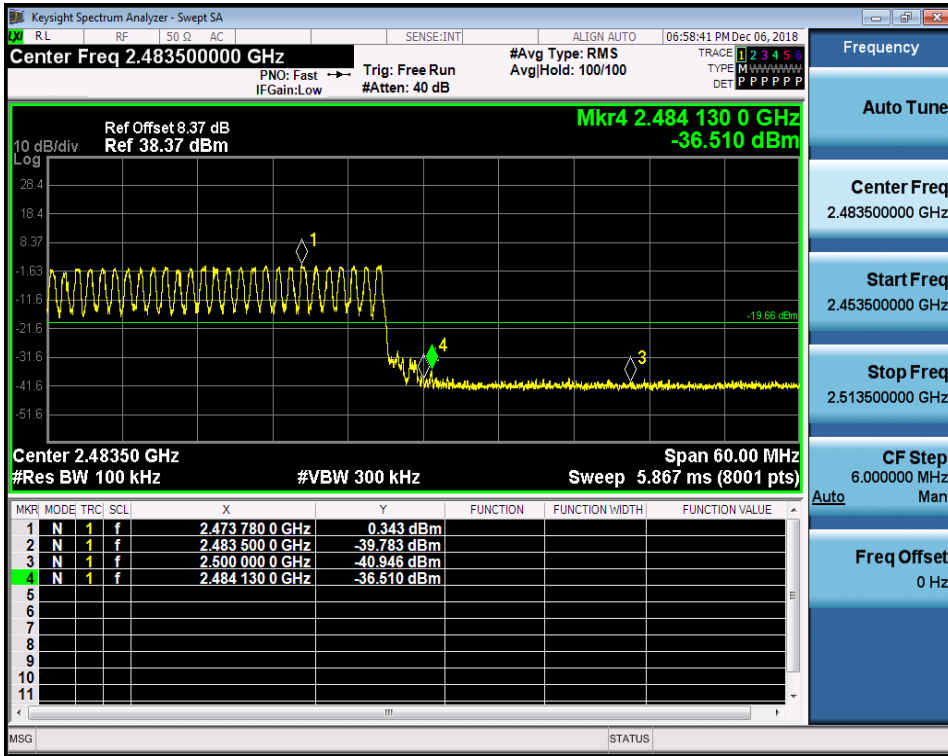 Keysight Spectrum Analyzer - Swept SA
LXI RL RF 50 Ω AC SENSE:INT ALIGN AUTO 06:58:41 PM Dec 06, 2018
Center Freq 2.483500000 GHz
PNO: Fast
IFGain:Low
Trig: Free Run
#Atten: 40 dB
#Avg Type: RMS
Avg|Hold: 100/100
TRACE 1 2 3 4 5 6
TYPE M W W W W W
DET P P P P P P
Frequency
Auto Tune
Center Freq
2.483500000 GHz
Start Freq
2.453500000 GHz
Stop Freq
2.513500000 GHz
CF Step
6.000000 MHz
Auto Man
Freq Offset
0 Hz
Mkr4 2.484 130 0 GHz
-36.510 dBm
Ref Offset 8.37 dB
10 dB/div Ref 38.37 dBm
Log
28.4
18.4
8.37
-1.63
-11.6
-21.6
-31.6
-41.6
-51.6
1
-19.66 dBm
4
3
Center 2.48350 GHz Span 60.00 MHz
#Res BW 100 kHz #VBW 300 kHz Sweep 5.867 ms (8001 pts)
MKR MODE TRC SCL X Y FUNCTION FUNCTION WIDTH FUNCTION VALUE
1 N 1 f 2.473 780 0 GHz 0.343 dBm
2 N 1 f 2.483 500 0 GHz -39.783 dBm
3 N 1 f 2.500 000 0 GHz -40.946 dBm
4 N 1 f 2.484 130 0 GHz -36.510 dBm
5
6
7
8
9
10
11
MSG STATUS